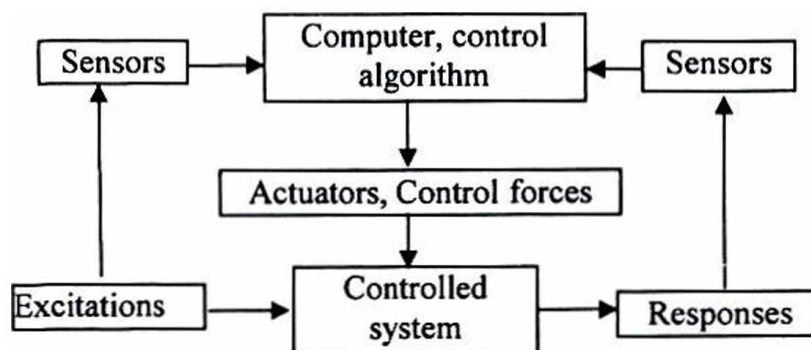 Computer, control
algorithm
Sensors
Sensors
Actuators, Control forces
Excitations
Controlled
system
Responses